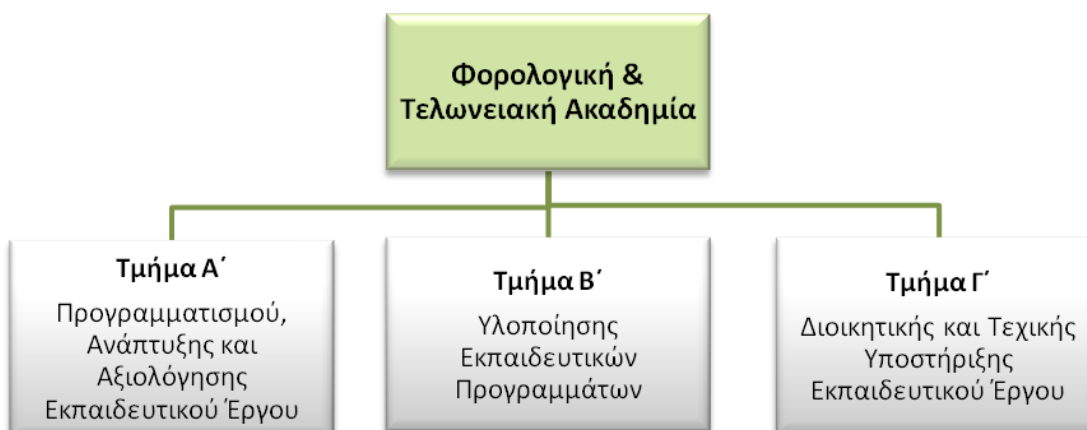 Φορολογική &
Τελωνειακή Ακαδημία
Τμήμα Α΄
Προγραμματισμού,
Ανάπτυξης και
Αξιολόγησης
Εκπαιδευτικού Έργου
Τμήμα Β΄
Υλοποίησης
Εκπαιδευτικών
Προγραμμάτων
Τμήμα Γ΄
Διοικητικής και Τεχικής
Υποστήριξης
Εκπαιδευτικού Έργου